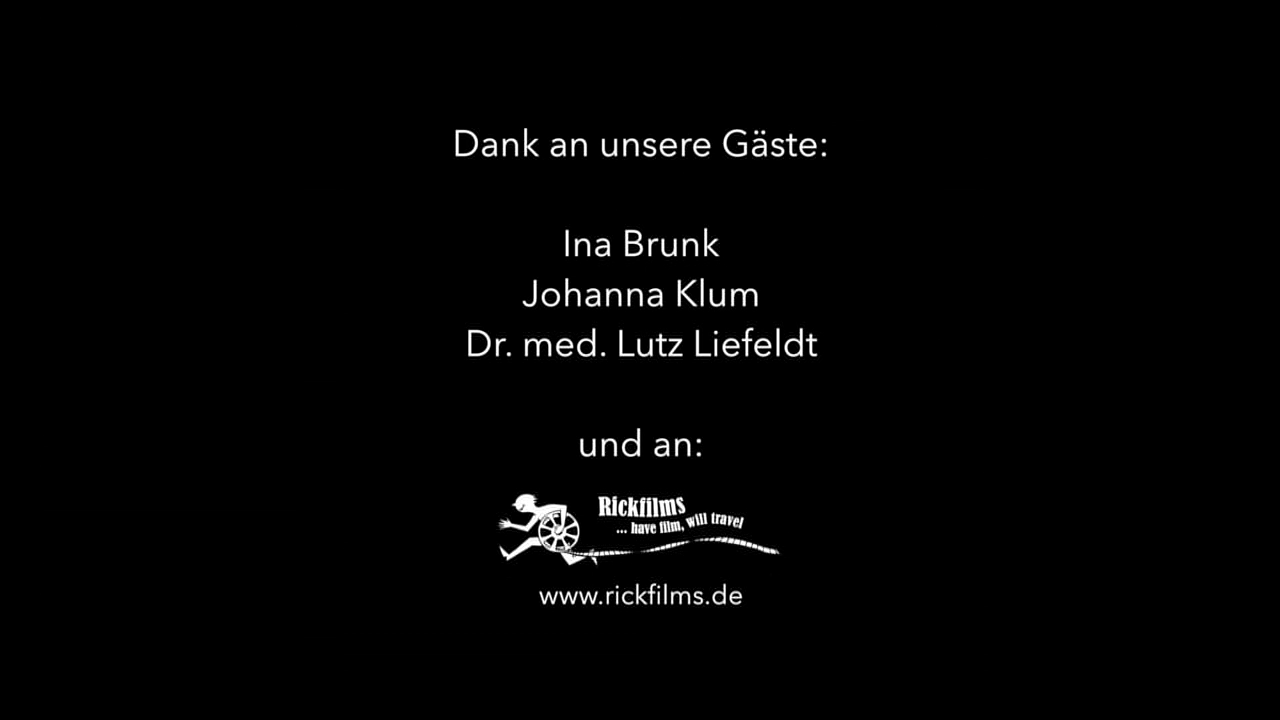 Dank an unsere Gäste:
Ina Brunk
Johanna Klum
Dr. med. Lutz Liefeldt
und an:
Rickfilms
... have film, will travel
www.rickfilms.de